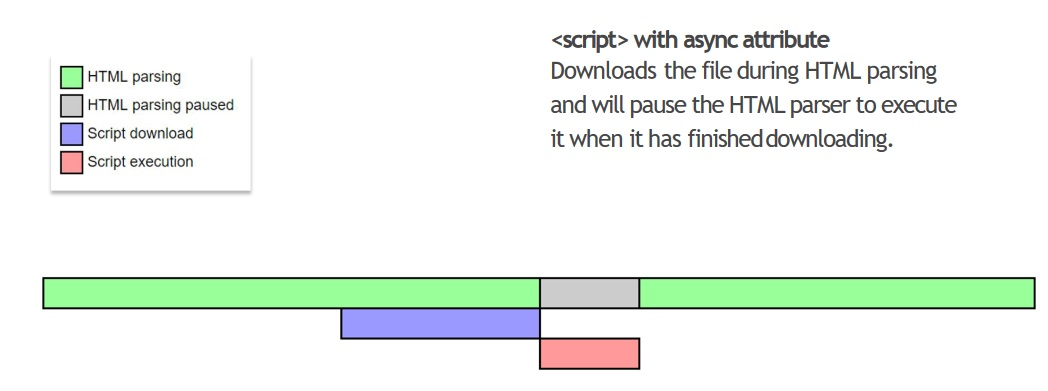 <script> with async attribute
Downloads the file during HTML parsing
and will pause the HTML parser to execute
it when it has finished downloading.
HTML parsing
HTML parsing paused
Script download
Script execution